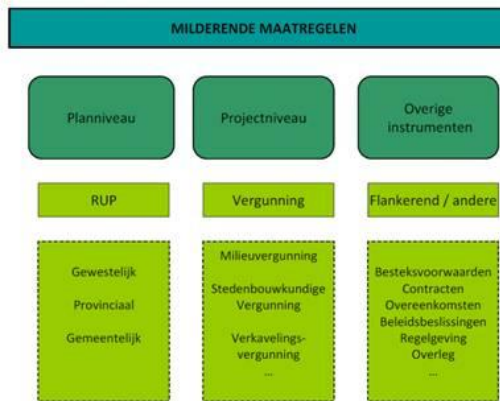 MILDERENDE MAATREGELEN
Planniveau
Projectniveau
Overige
instrumenten
RUP
Vergunning
Flankerend / andere
Gewestelijk
Provinciaal
Gemeentelijk
Milieuvergunning
Stedenbouwkundige
Vergunning
Verkavelings-
vergunning
...
Besteksvoorwaarden
Contracten
Overeenkomsten
Beleidsbeslissingen
Regelgeving
Overleg
...